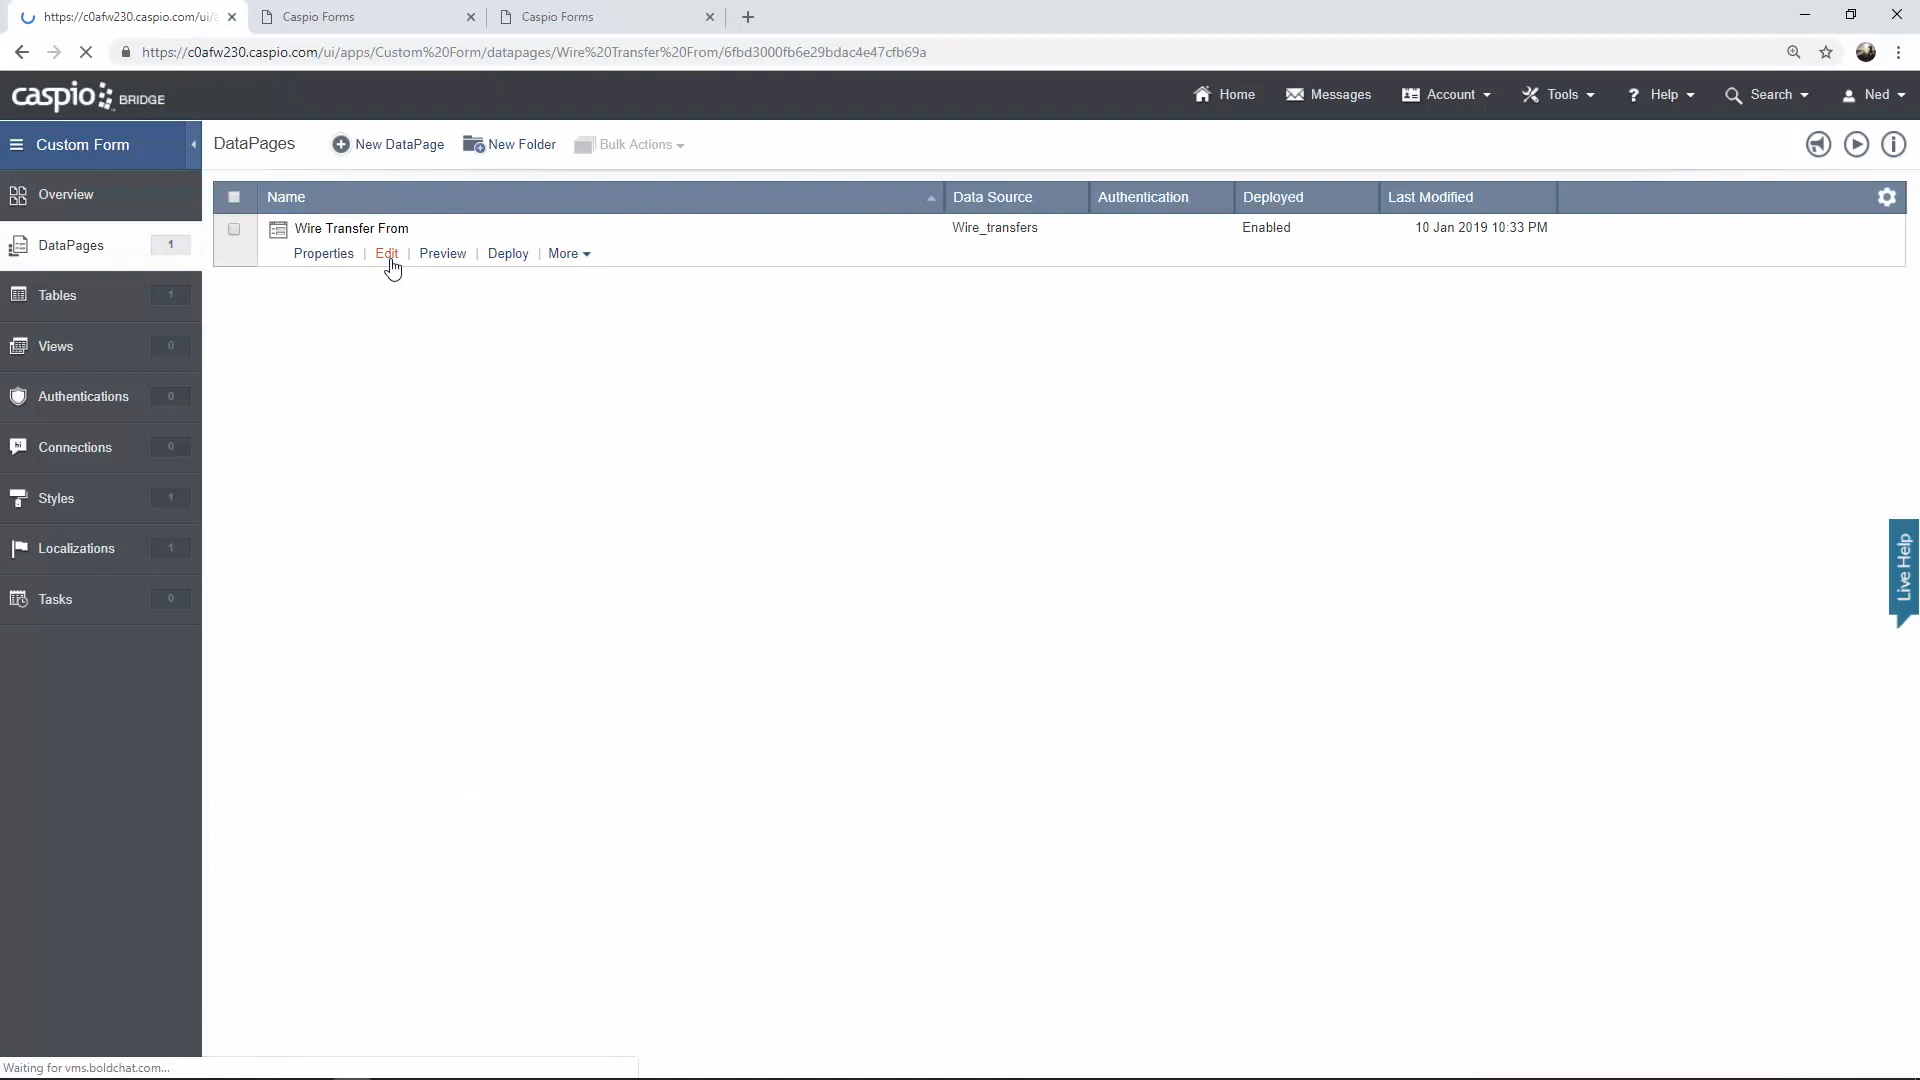 https://c0afw230.caspio.com/ui/a
Caspio Forms
Caspio Forms
https://c0afw230.caspio.com/ui/apps/Custom%20Form/datapages/Wire%20Transfer%20From/6fbd3000fb6e29bdac4e47cfb69a
caspio BRIDGE
Home
Messages
Account
Tools
? Help
Search
Ned
Custom Form
DataPages
New DataPage
New Folder
Bulk Actions
Overview
DataPages 1
Tables 1
Views 0
Authentications 0
Connections 0
Styles 1
Localizations 1
Tasks 0
Name
Data Source
Authentication
Deployed
Last Modified
Wire Transfer From
Wire_transfers
Enabled
10 Jan 2019 10:33 PM
Properties | Edit | Preview | Deploy | More
Live Help
Waiting for vms.boldchat.com...